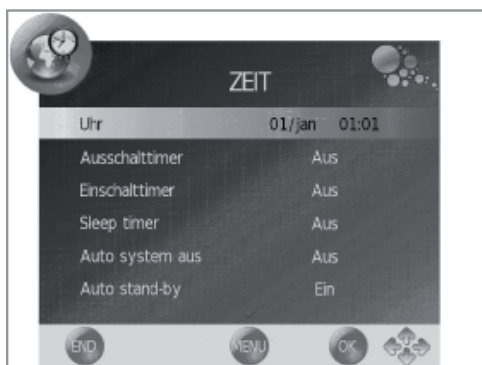 ZEIT
Uhr 01/jan 01:01
Ausschalttimer Aus
Einschalttimer Aus
Sleep timer Aus
Auto system aus Aus
Auto stand-by Ein
END MENU OK